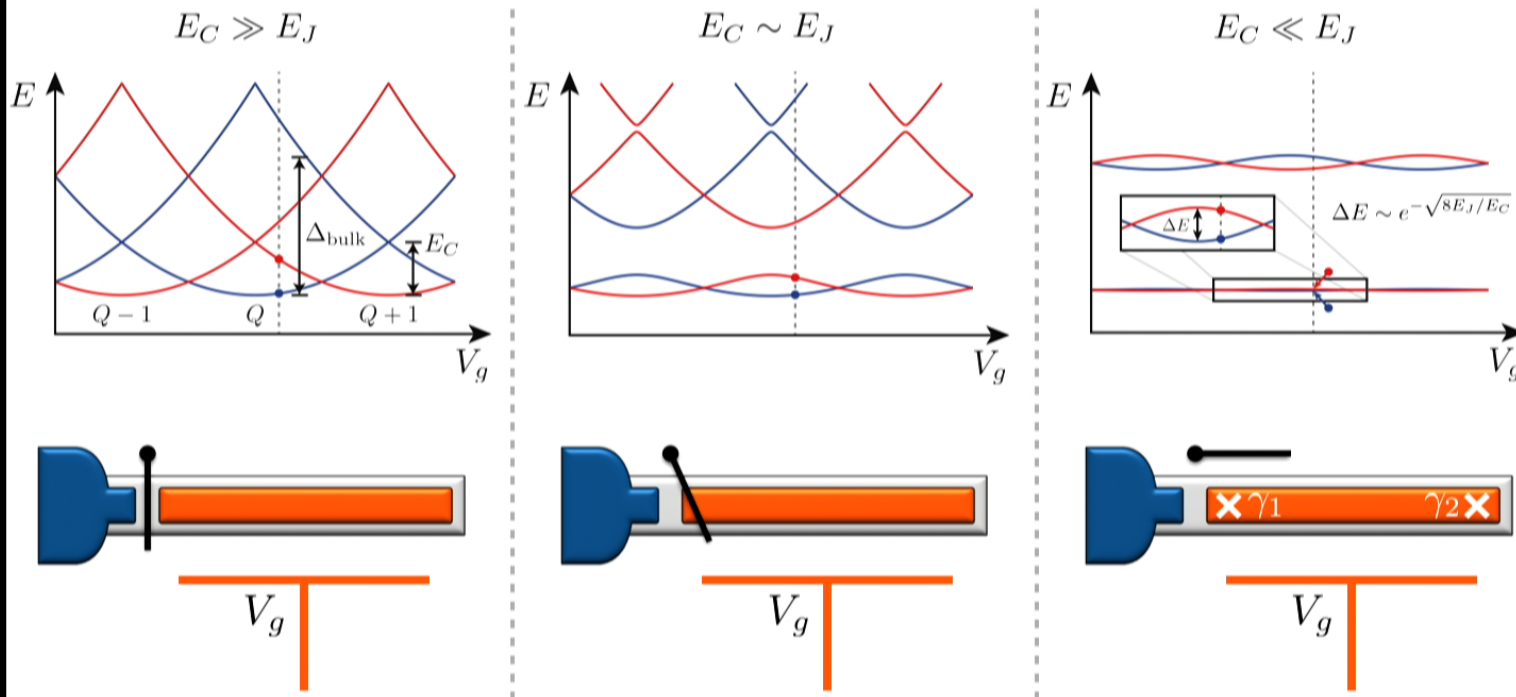 E_C ≫ E_J
E
Δ_bulk
E_C
Q − 1
Q
Q + 1
V_g
V_g
E_C ∼ E_J
E
V_g
V_g
E_C ≪ E_J
E
ΔE
ΔE ∼ e^{−√(8E_J/E_C)}
V_g
γ1
γ2
V_g